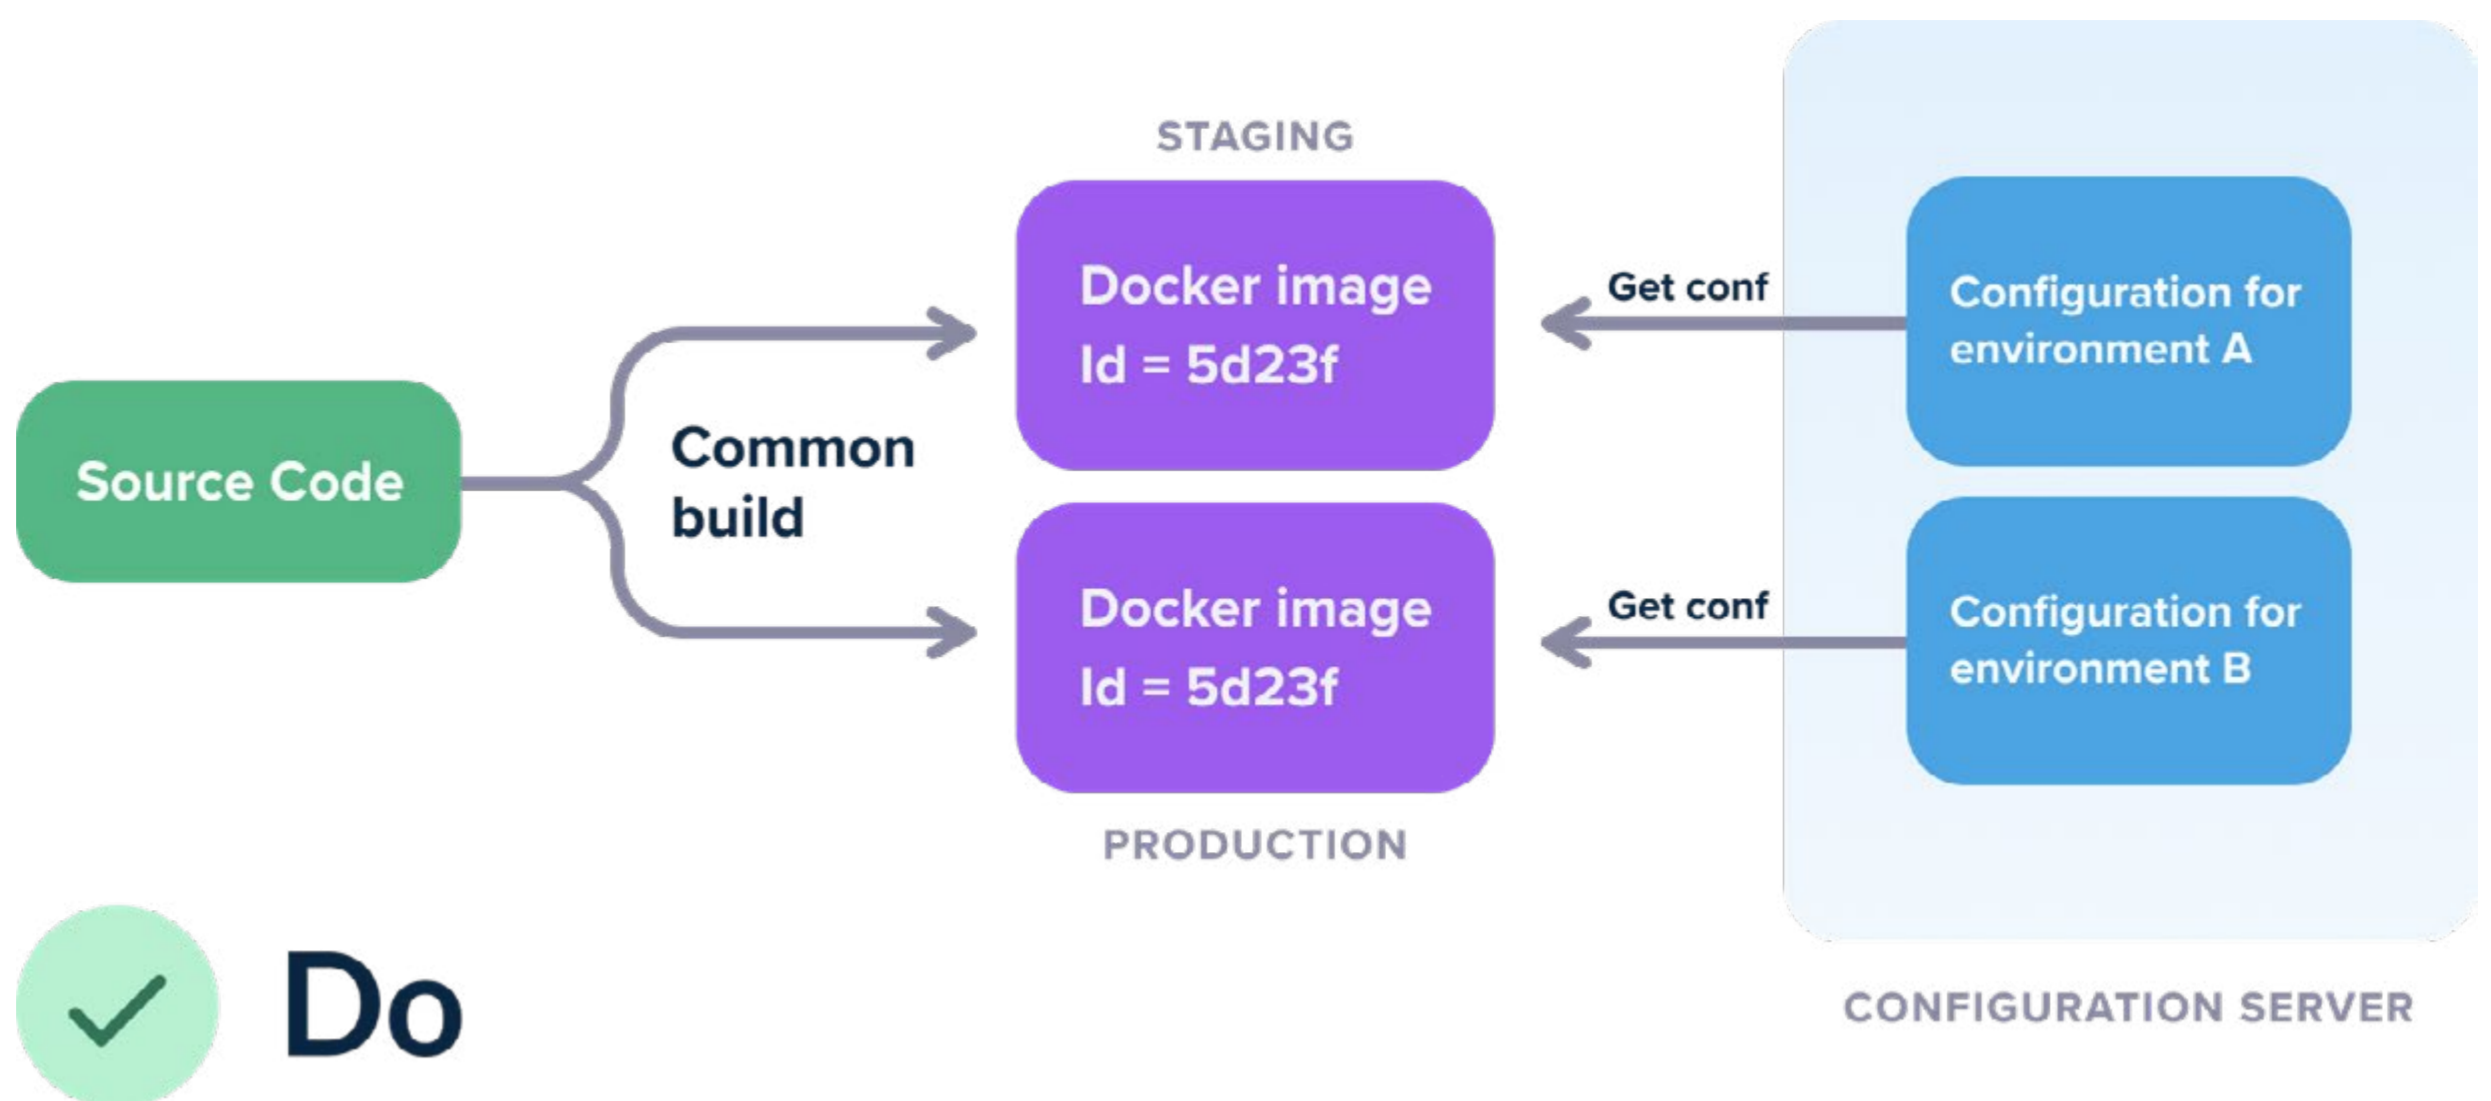 STAGING
Docker image
Id = 5d23f
Get conf
Configuration for
environment A
Source Code
Common
build
Docker image
Id = 5d23f
Get conf
Configuration for
environment B
PRODUCTION
CONFIGURATION SERVER
Do